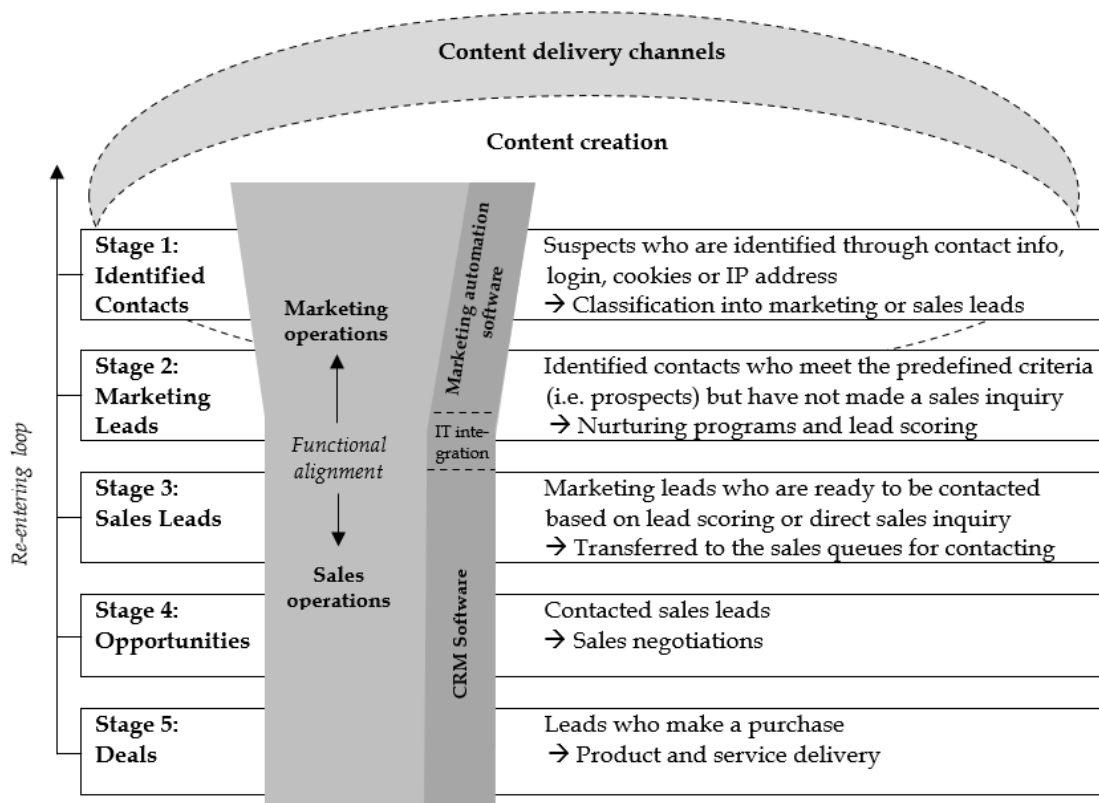 Content delivery channels
Content creation
Re-entering loop
Stage 1:
Identified
Contacts
Suspects who are identified through contact info,
login, cookies or IP address
→ Classification into marketing or sales leads
Stage 2:
Marketing
Leads
Identified contacts who meet the predefined criteria
(i.e. prospects) but have not made a sales inquiry
→ Nurturing programs and lead scoring
Stage 3:
Sales Leads
Marketing leads who are ready to be contacted
based on lead scoring or direct sales inquiry
→ Transferred to the sales queues for contacting
Stage 4:
Opportunities
Contacted sales leads
→ Sales negotiations
Stage 5:
Deals
Leads who make a purchase
→ Product and service delivery
Marketing
operations
Functional
alignment
Sales
operations
Marketing automation
software
IT inte-
gration
CRM Software